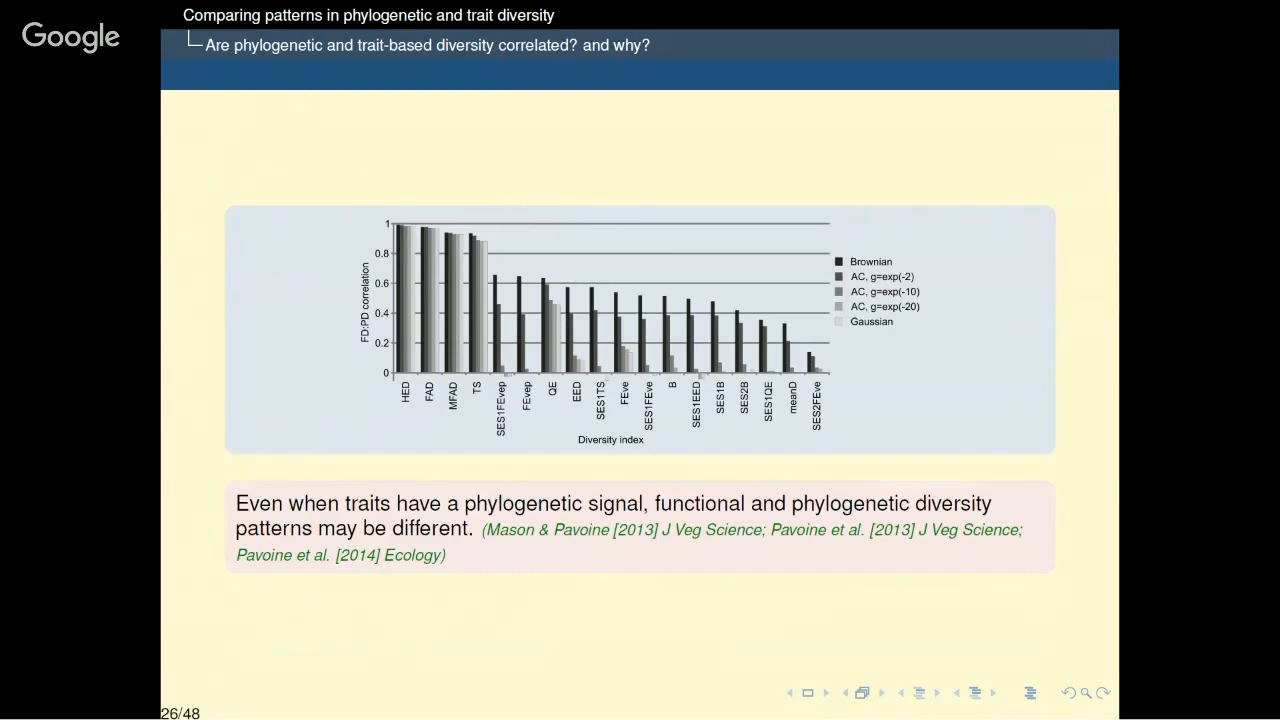 Google
Comparing patterns in phylogenetic and trait diversity
Are phylogenetic and trait-based diversity correlated? and why?
FD:PD correlation
1
0.8
0.6
0.4
0.2
0
HED
FAD
MFAD
TS
SES1FEvep
FEvep
QE
EED
SES1TS
FEve
SES1FEve
B
SES1EED
SES1B
SES2B
SES1QE
meanD
SES2FEve
Diversity index
Brownian
AC, g=exp(-2)
AC, g=exp(-10)
AC, g=exp(-20)
Gaussian
Even when traits have a phylogenetic signal, functional and phylogenetic diversity
patterns may be different. (Mason & Pavoine [2013] J Veg Science; Pavoine et al. [2013] J Veg Science;
Pavoine et al. [2014] Ecology)
26/48